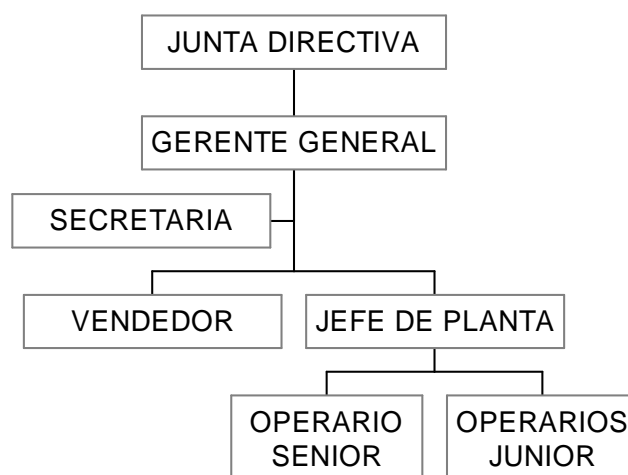 JUNTA DIRECTIVA
GERENTE GENERAL
SECRETARIA
VENDEDOR
JEFE DE PLANTA
OPERARIO
SENIOR
OPERARIOS
JUNIOR